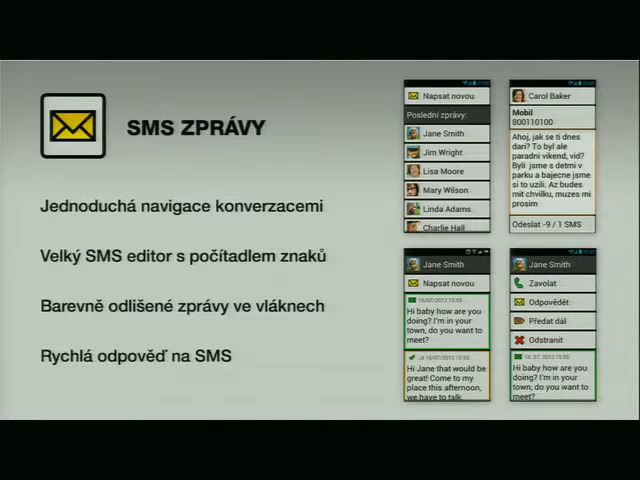 SMS ZPRÁVY
Jednoduchá navigace konverzacemi
Velký SMS editor s počítadlem znaků
Barevně odlišené zprávy ve vláknech
Rychlá odpověď na SMS
Napsat novou
Poslední zprávy:
Jane Smith
Jim Wright
Lisa Moore
Mary Wilson
Linda Adams
Charlie Hall
Carol Baker
Mobil
800110100
Ahoj, jak se ti dnes
dari? To byl ale
paradni vikend, vid?
Byli jsme s detmi v
parku a bajecne jsme
si to uzili. Az budes
mit chvilku, muzes mi
prosim
Odeslat -9 / 1 SMS
Jane Smith
Napsat novou
Hi baby how are you
doing? I'm in your
town, do you want to
meet?
Hi Jane that would be
great! Come to my
place this afternoon,
we have to talk.
Jane Smith
Zavolat
Odpovědět
Předat dál
Odstranit
Hi baby how are you
doing? I'm in your
town, do you want to
meet?